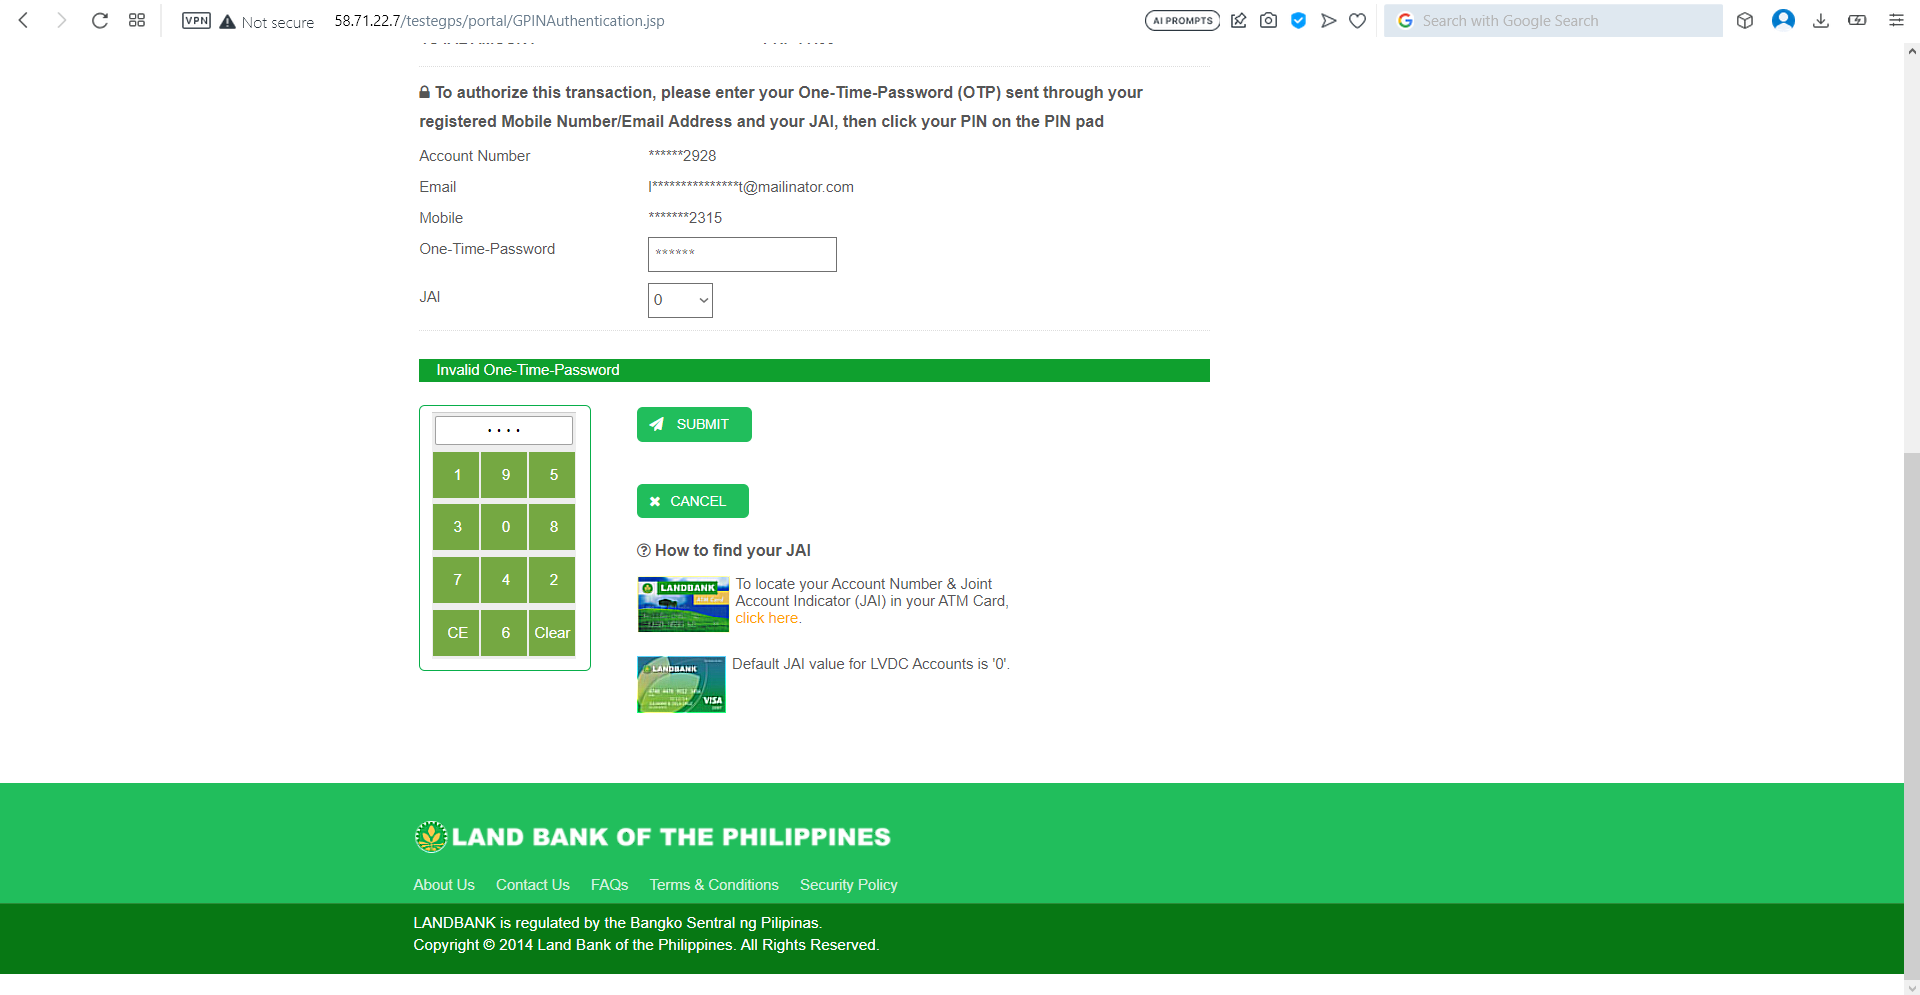 VPN Not secure 58.71.22.7/testegps/portal/GPINAuthentication.jsp AI PROMPTS Search with Google Search
To authorize this transaction, please enter your One-Time-Password (OTP) sent through your
registered Mobile Number/Email Address and your JAI, then click your PIN on the PIN pad
Account Number ******2928
Email l***************t@mailinator.com
Mobile *******2315
One-Time-Password ******
JAI 0
Invalid One-Time-Password
• • • •
1 9 5
3 0 8
7 4 2
CE 6 Clear
SUBMIT
CANCEL
How to find your JAI
LANDBANK
To locate your Account Number & Joint
Account Indicator (JAI) in your ATM Card,
click here.
LANDBANK
VISA
Default JAI value for LVDC Accounts is '0'.
LAND BANK OF THE PHILIPPINES
About Us Contact Us FAQs Terms & Conditions Security Policy
LANDBANK is regulated by the Bangko Sentral ng Pilipinas.
Copyright © 2014 Land Bank of the Philippines. All Rights Reserved.